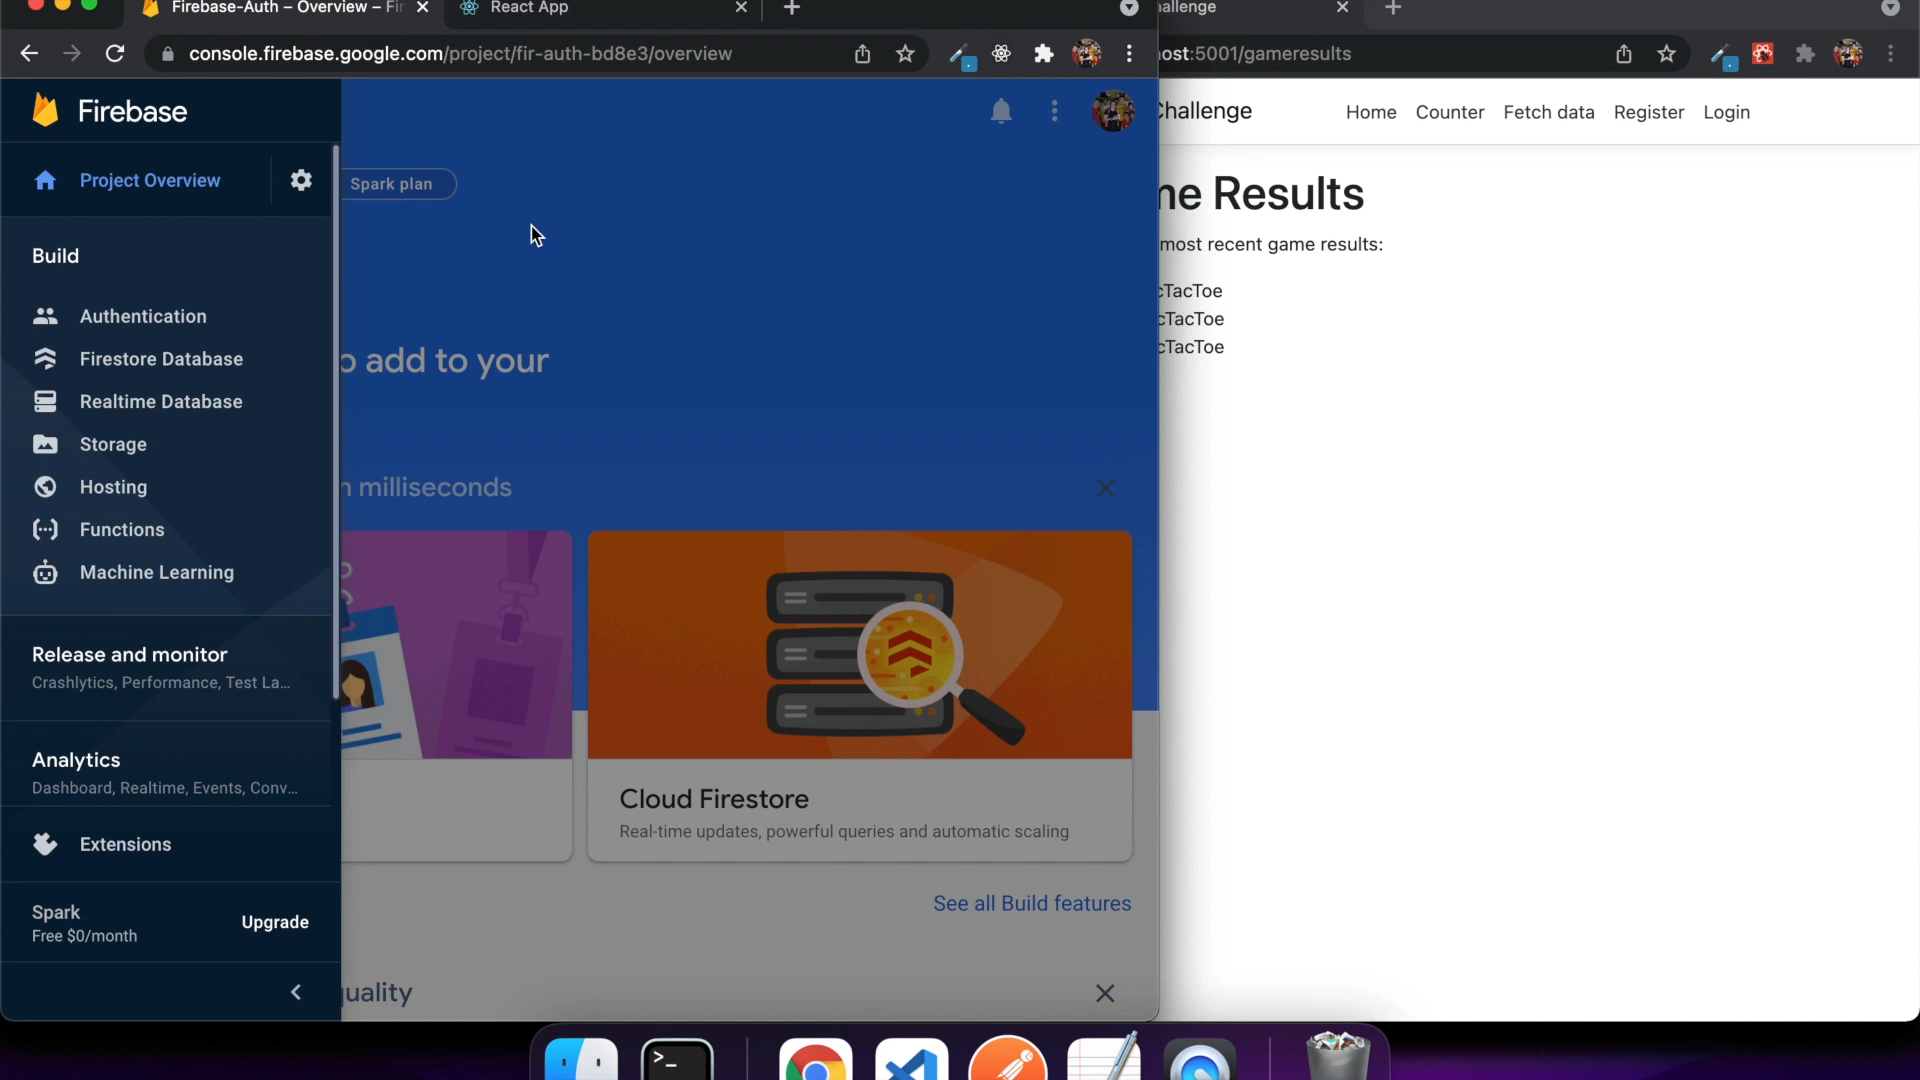 Firebase-Auth – Overview – Fir
React App
allenge
console.firebase.google.com/project/fir-auth-bd8e3/overview
ost:5001/gameresults
Firebase
Challenge
Home
Counter
Fetch data
Register
Login
Project Overview
Spark plan
me Results
most recent game results:
Build
Authentication
Firestore Database
Realtime Database
Storage
Hosting
Functions
Machine Learning
o add to your
n milliseconds
cTacToe
cTacToe
cTacToe
Release and monitor
Crashlytics, Performance, Test La...
Analytics
Dashboard, Realtime, Events, Conv...
Extensions
Cloud Firestore
Real-time updates, powerful queries and automatic scaling
See all Build features
Spark
Free $0/month
Upgrade
quality